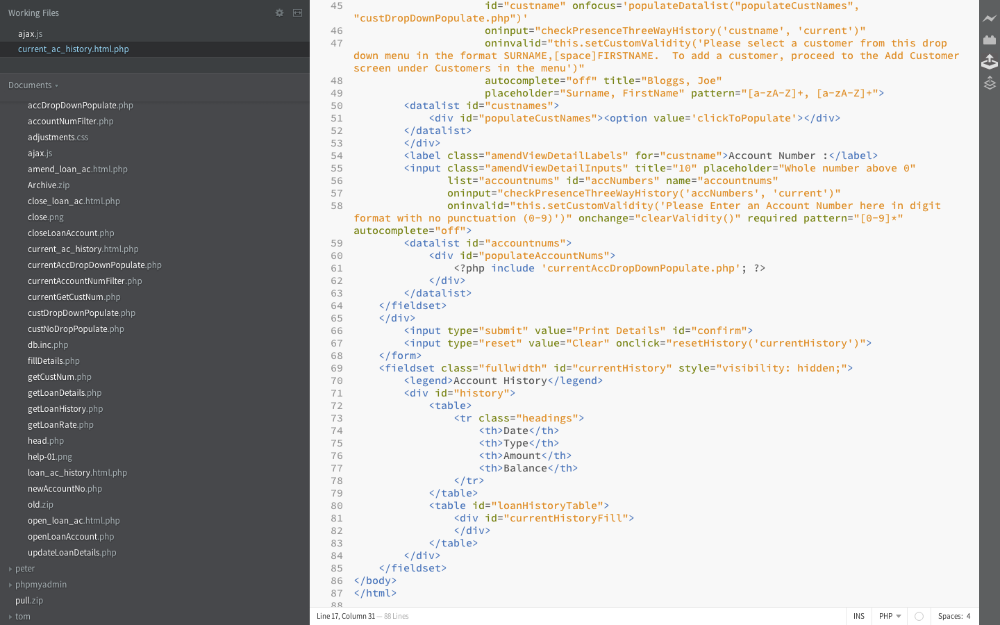 Working Files
ajax.js
current_ac_history.html.php
Documents
accDropDownPopulate.php
accountNumFilter.php
adjustments.css
ajax.js
amend_loan_ac.html.php
Archive.zip
close_loan_ac.html.php
close.png
closeLoanAccount.php
current_ac_history.html.php
currentAccDropDownPopulate.php
currentAccountNumFilter.php
currentGetCustNum.php
custDropDownPopulate.php
custNoDropPopulate.php
db.inc.php
fillDetails.php
getCustNum.php
getLoanDetails.php
getLoanHistory.php
getLoanRate.php
head.php
help-01.png
loan_ac_history.html.php
newAccountNo.php
old.zip
open_loan_ac.html.php
openLoanAccount.php
updateLoanDetails.php
peter
phpmyadmin
pull.zip
tom
45 id="custname" onfocus='populateDatalist("populateCustNames",
"custDropDownPopulate.php")'
46 oninput="checkPresenceThreeWayHistory('custname', 'current')"
47 oninvalid="this.setCustomValidity('Please select a customer from this drop
down menu in the format SURNAME,[space]FIRSTNAME.  To add a customer, proceed to the Add Customer
screen under Customers in the menu')"
48 autocomplete="off" title="Bloggs, Joe"
49 placeholder="Surname, FirstName" pattern="[a-zA-Z]+, [a-zA-Z]+">
50 <datalist id="custnames">
51 <div id="populateCustNames"><option value='clickToPopulate'></div>
52 </datalist>
53 </div>
54 <label class="amendViewDetailLabels" for="custname">Account Number :</label>
55 <input class="amendViewDetailInputs" title="10" placeholder="Whole number above 0"
56 list="accountnums" id="accNumbers" name="accountnums"
57 oninput="checkPresenceThreeWayHistory('accNumbers', 'current')"
58 oninvalid="this.setCustomValidity('Please Enter an Account Number here in digit
format with no punctuation (0-9)')" onchange="clearValidity()" required pattern="[0-9]*"
autocomplete="off">
59 <datalist id="accountnums">
60 <div id="populateAccountNums">
61 <?php include 'currentAccDropDownPopulate.php'; ?>
62 </div>
63 </datalist>
64 </fieldset>
65 </div>
66 <input type="submit" value="Print Details" id="confirm">
67 <input type="reset" value="Clear" onclick="resetHistory('currentHistory')">
68 </form>
69 <fieldset class="fullwidth" id="currentHistory" style="visibility: hidden;">
70 <legend>Account History</legend>
71 <div id="history">
72 <table>
73 <tr class="headings">
74 <th>Date</th>
75 <th>Type</th>
76 <th>Amount</th>
77 <th>Balance</th>
78 </tr>
79 </table>
80 <table id="loanHistoryTable">
81 <div id="currentHistoryFill">
82 </div>
83 </table>
84 </div>
85 </fieldset>
86 </body>
87 </html>
88
Line 17, Column 31 — 88 Lines
INS
PHP
Spaces: 4